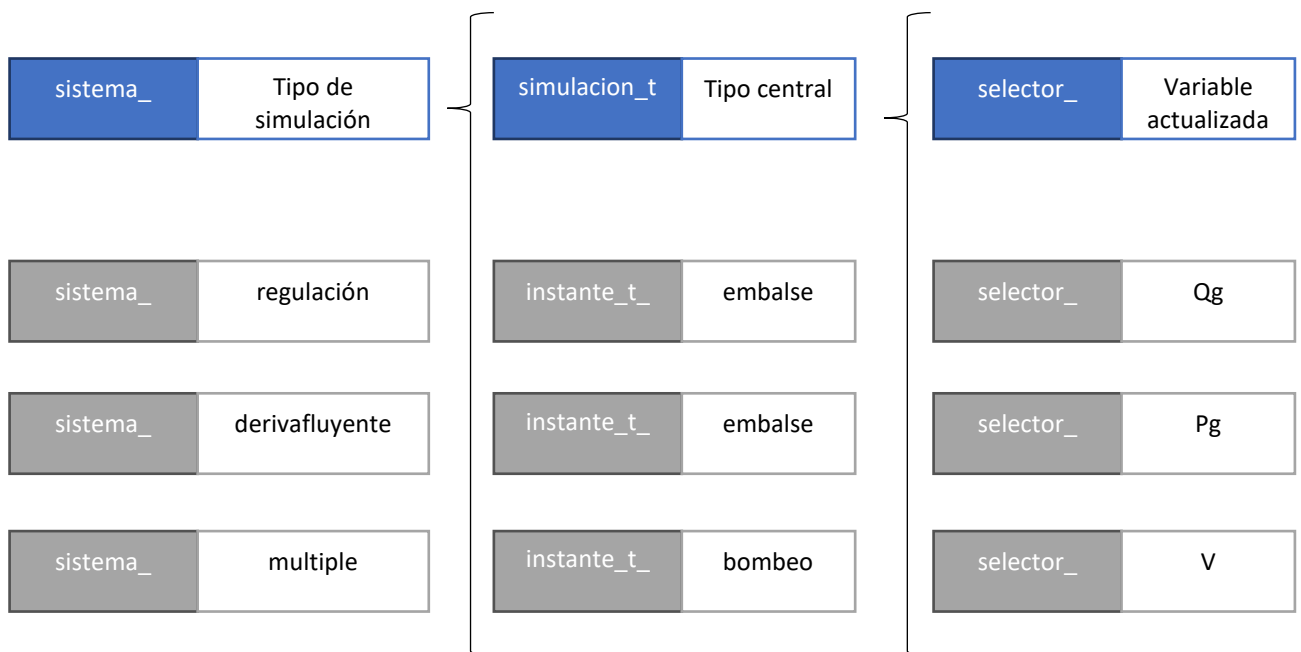 sistema_
Tipo de
simulación
simulacion_t
Tipo central
selector_
Variable
actualizada
sistema_
regulación
instante_t_
embalse
selector_
Qg
sistema_
derivafluyente
instante_t_
embalse
selector_
Pg
sistema_
multiple
instante_t_
bombeo
selector_
V